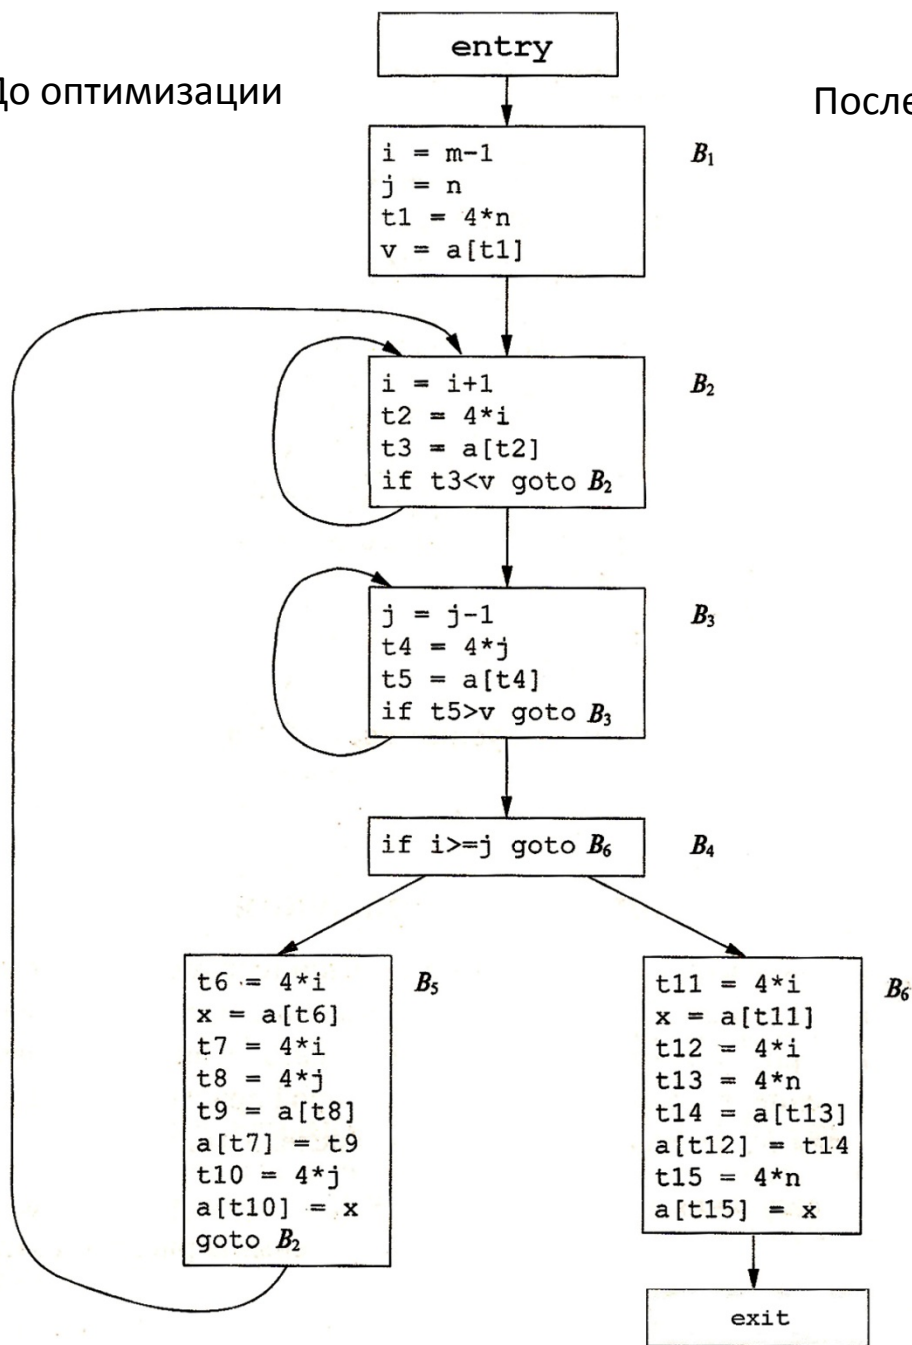 До оптимизации
После
entry
i = m-1
j = n
t1 = 4*n
v = a[t1]
B1
i = i+1
t2 = 4*i
t3 = a[t2]
if t3<v goto B2
B2
j = j-1
t4 = 4*j
t5 = a[t4]
if t5>v goto B3
B3
if i>=j goto B6
B4
t6 = 4*i
x = a[t6]
t7 = 4*i
t8 = 4*j
t9 = a[t8]
a[t7] = t9
t10 = 4*j
a[t10] = x
goto B2
B5
t11 = 4*i
x = a[t11]
t12 = 4*i
t13 = 4*n
t14 = a[t13]
a[t12] = t14
t15 = 4*n
a[t15] = x
B6
exit